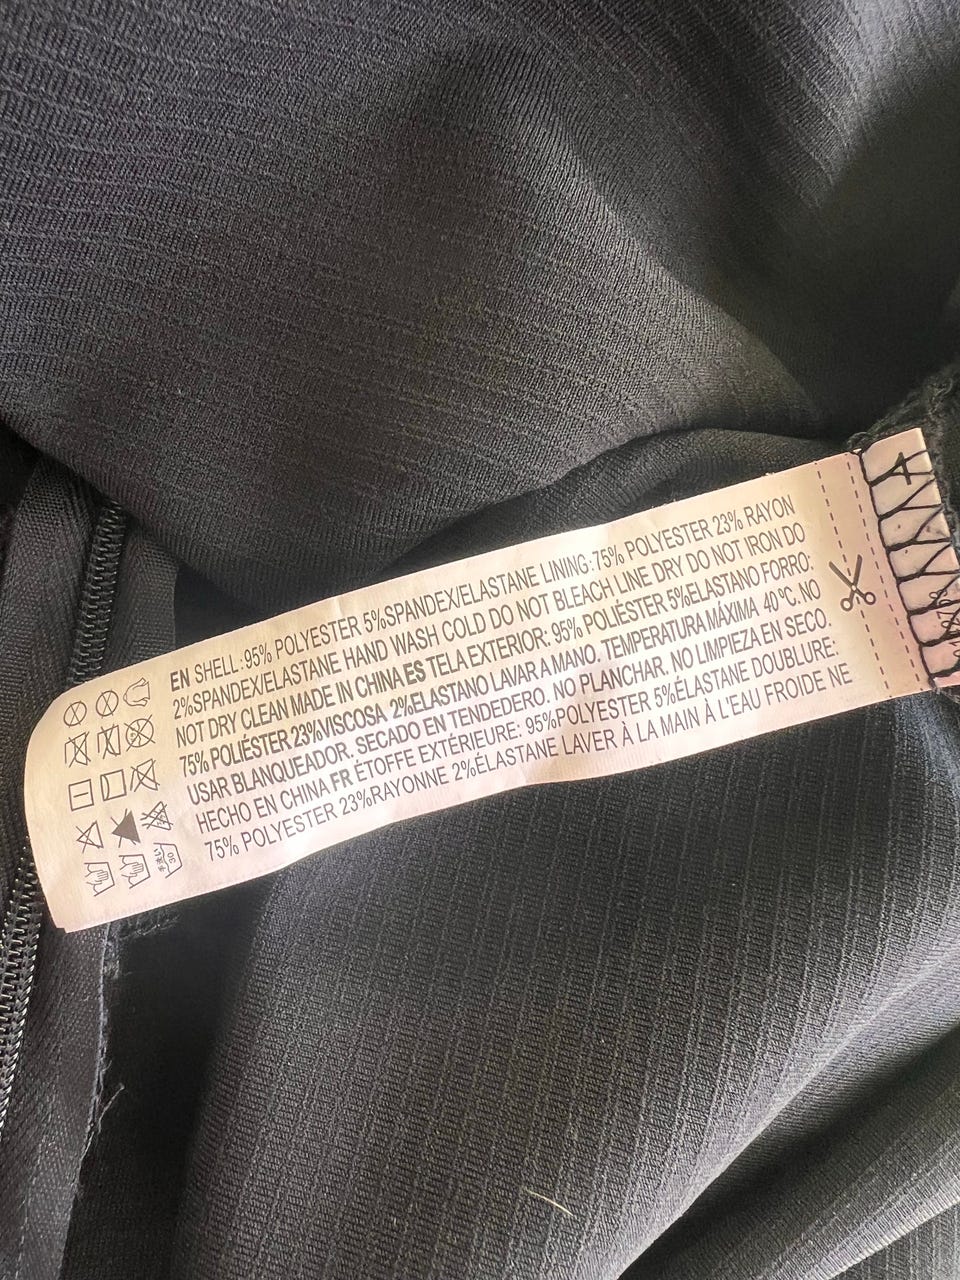 EN SHELL:95% POLYESTER 5%SPANDEX/ELASTANE LINING:75% POLYESTER 23% RAYON
2%SPANDEX/ELASTANE HAND WASH COLD DO NOT BLEACH LINE DRY DO NOT IRON DO
NOT DRY CLEAN MADE IN CHINA ES TELA EXTERIOR: 95% POLIÉSTER 5%ELASTANO FORRO:
75% POLIÉSTER 23%VISCOSA 2%ELASTANO LAVAR A MANO. TEMPERATURA MÁXIMA 40 °C. NO
USAR BLANQUEADOR. SECADO EN TENDEDERO. NO PLANCHAR. NO LIMPIEZA EN SECO.
HECHO EN CHINA FR ÉTOFFE EXTÉRIEURE: 95%POLYESTER 5%ÉLASTANE DOUBLURE:
75% POLYESTER 23%RAYONNE 2%ÉLASTANE LAVER À LA MAIN À L'EAU FROIDE NE
手洗い
30